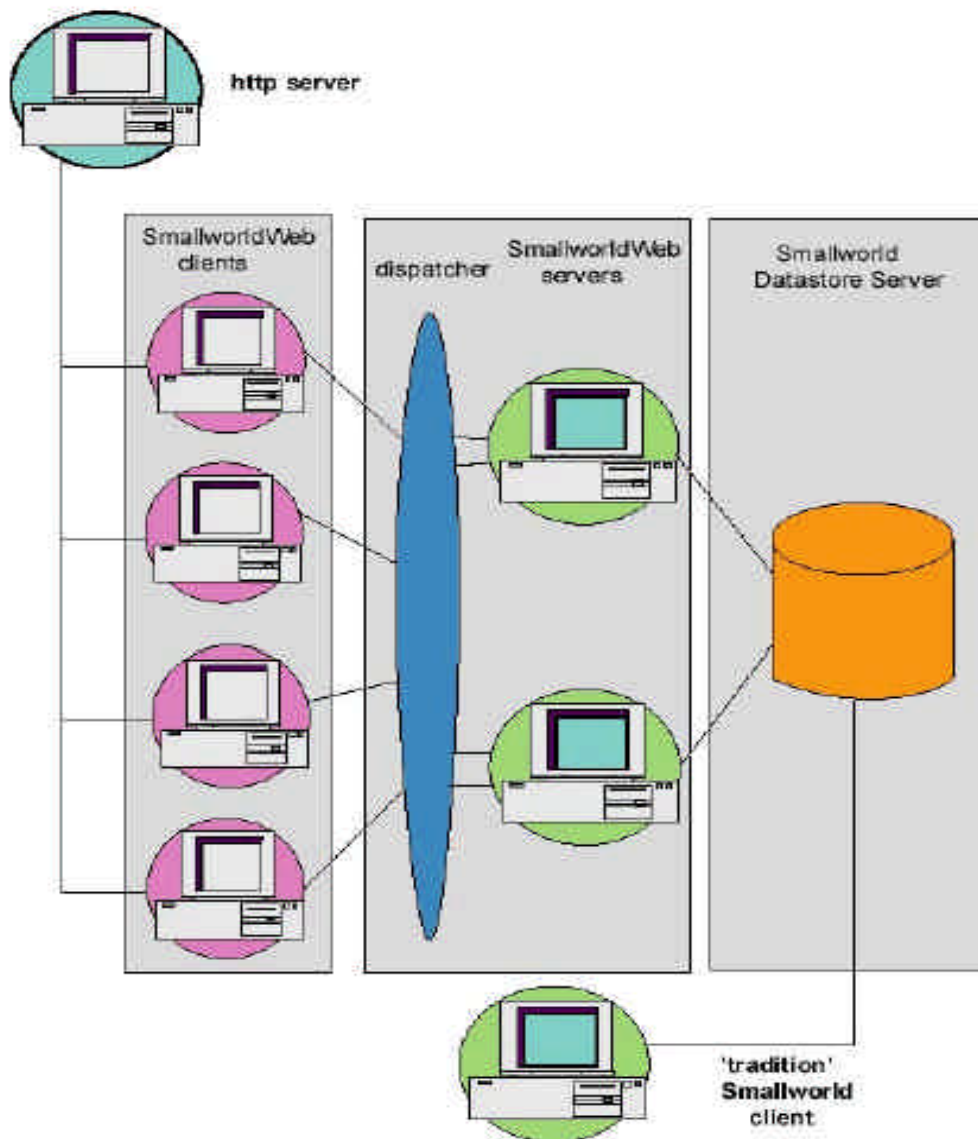 http server
SmallworldWeb
clients
dispatcher
SmallworldWeb
servers
Smallworld
Datastore Server
'tradition'
Smallworld
client